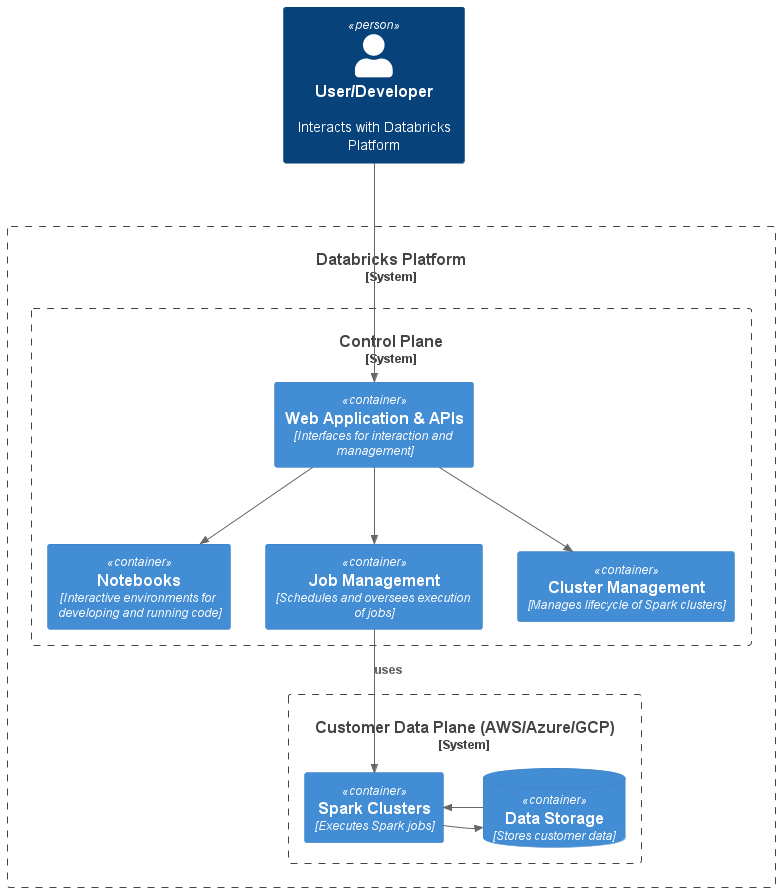 «person»
User/Developer
Interacts with Databricks
Platform
Databricks Platform
[System]
Control Plane
[System]
«container»
Web Application & APIs
[Interfaces for interaction and
management]
«container»
Notebooks
[Interactive environments for
developing and running code]
«container»
Job Management
[Schedules and oversees execution
of jobs]
«container»
Cluster Management
[Manages lifecycle of Spark clusters]
uses
Customer Data Plane (AWS/Azure/GCP)
[System]
«container»
Spark Clusters
[Executes Spark jobs]
«container»
Data Storage
[Stores customer data]